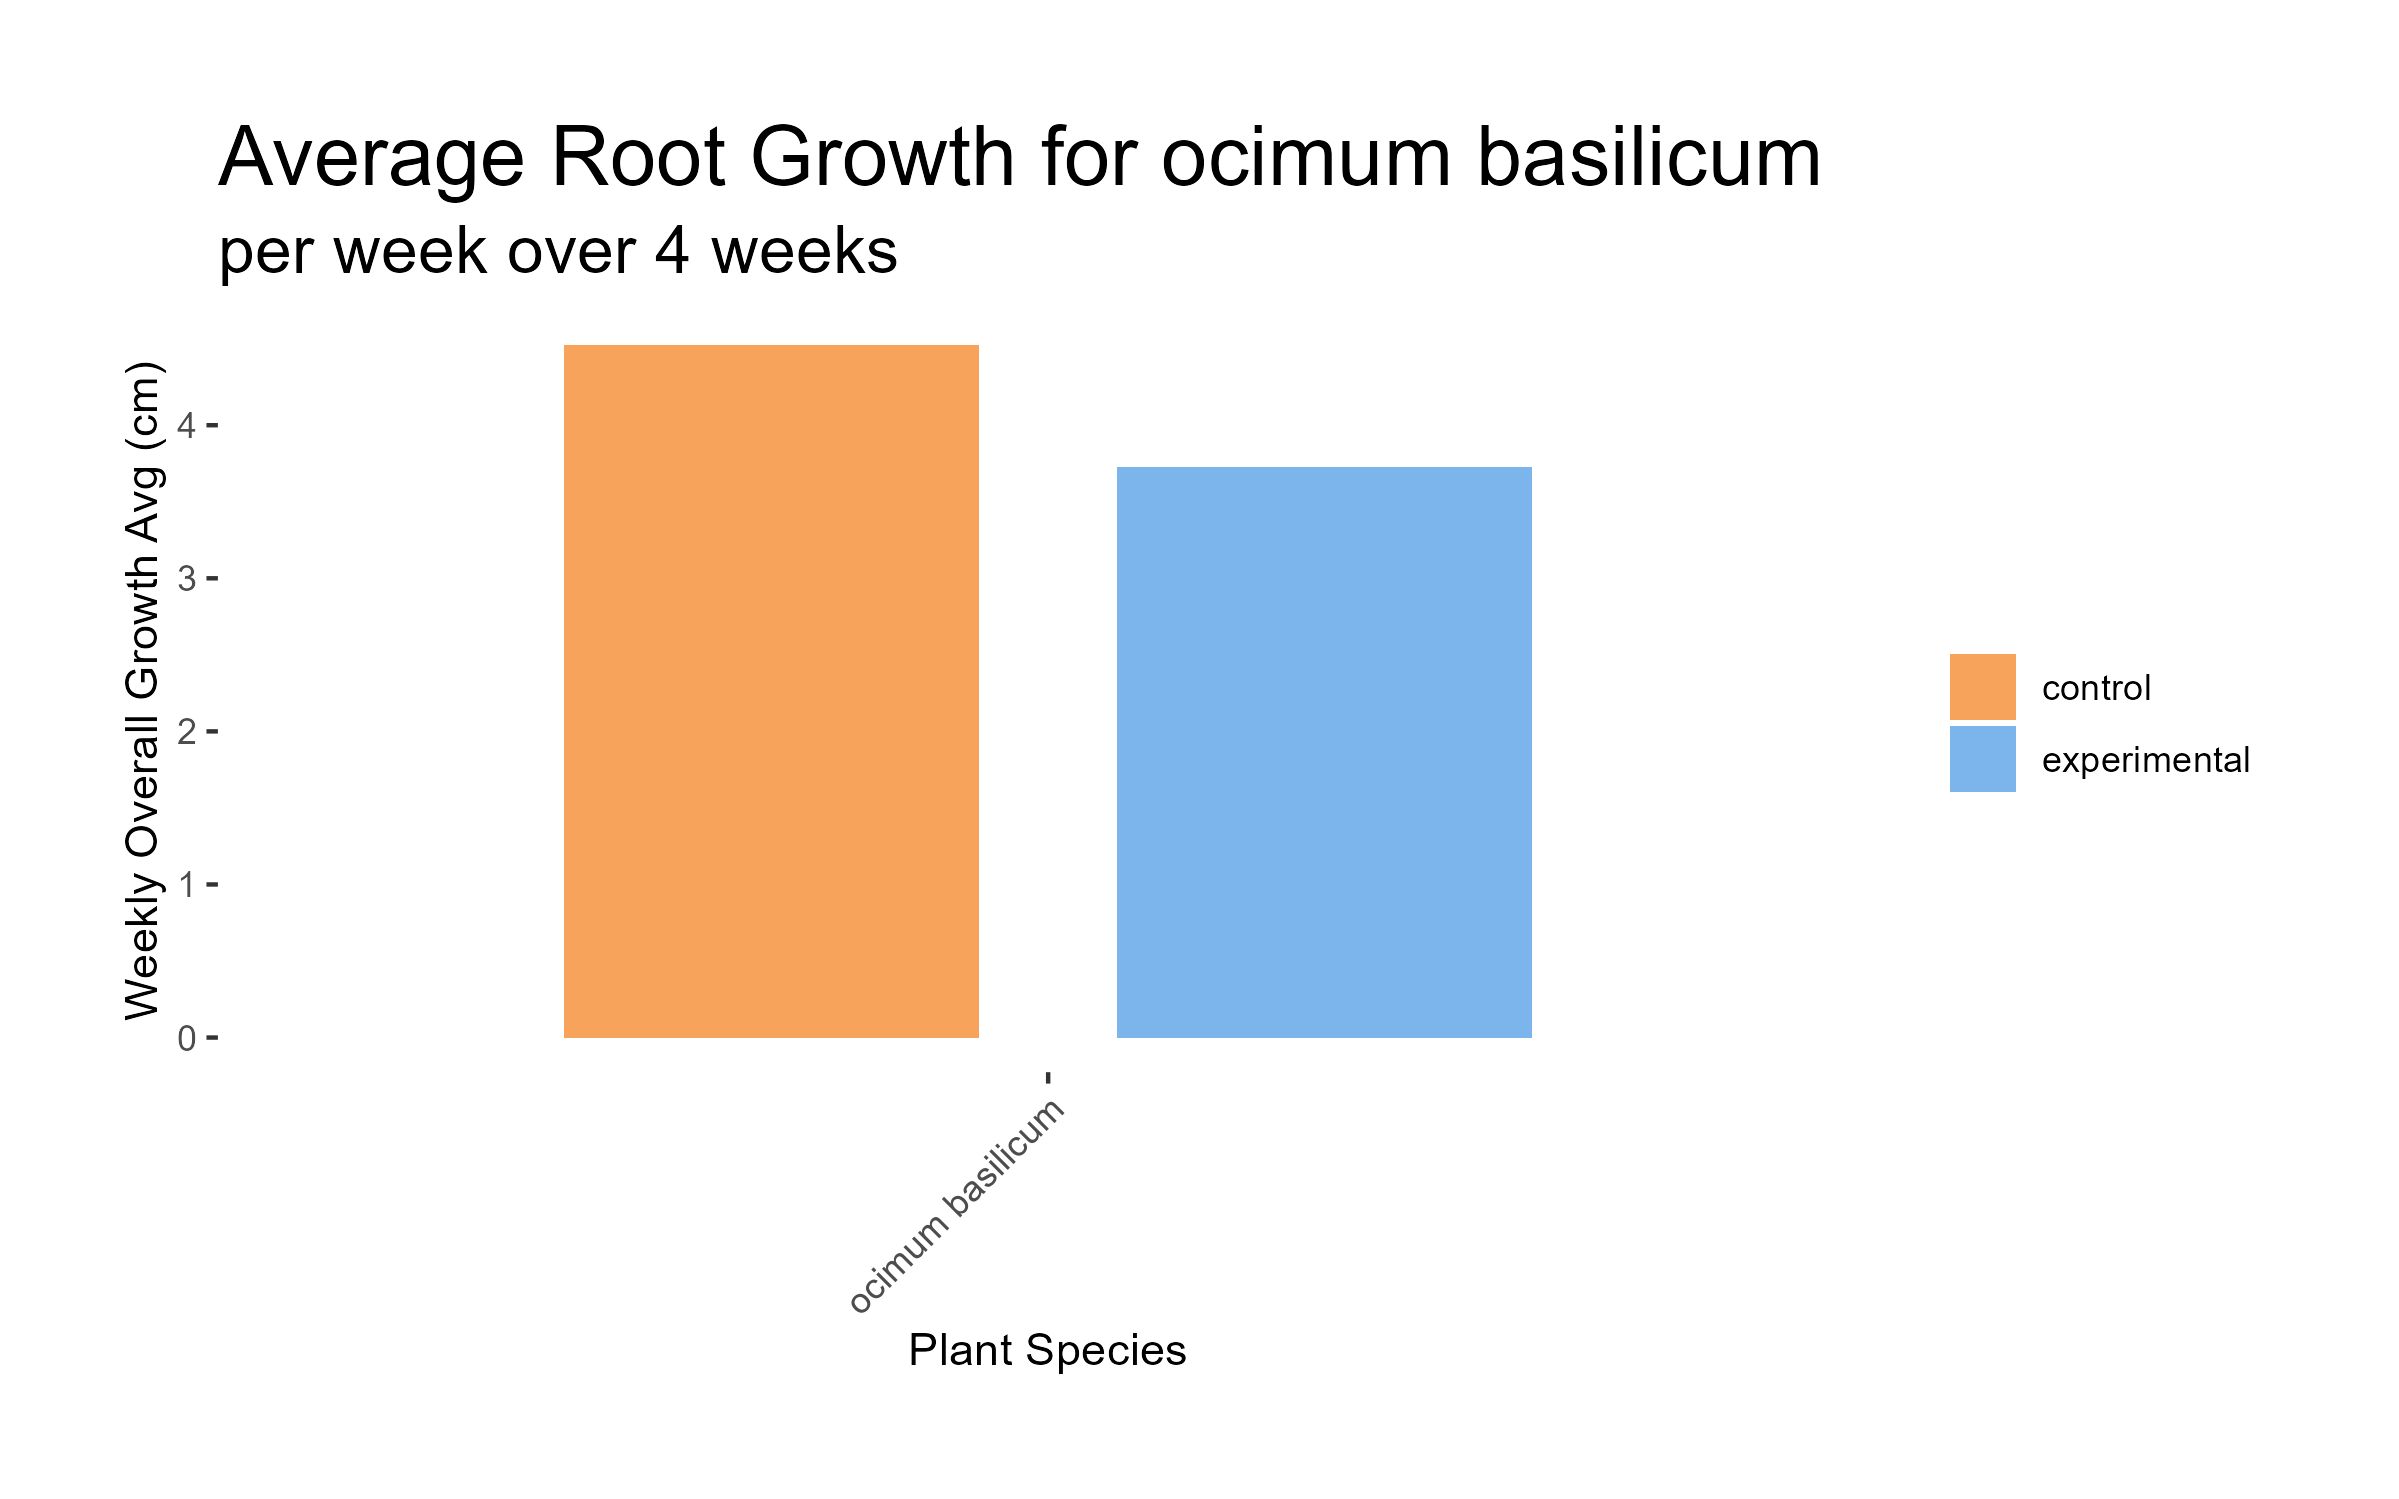 Average Root Growth for ocimum basilicum
per week over 4 weeks
Weekly Overall Growth Avg (cm)
4
3
2
1
0
ocimum basilicum
Plant Species
control
experimental